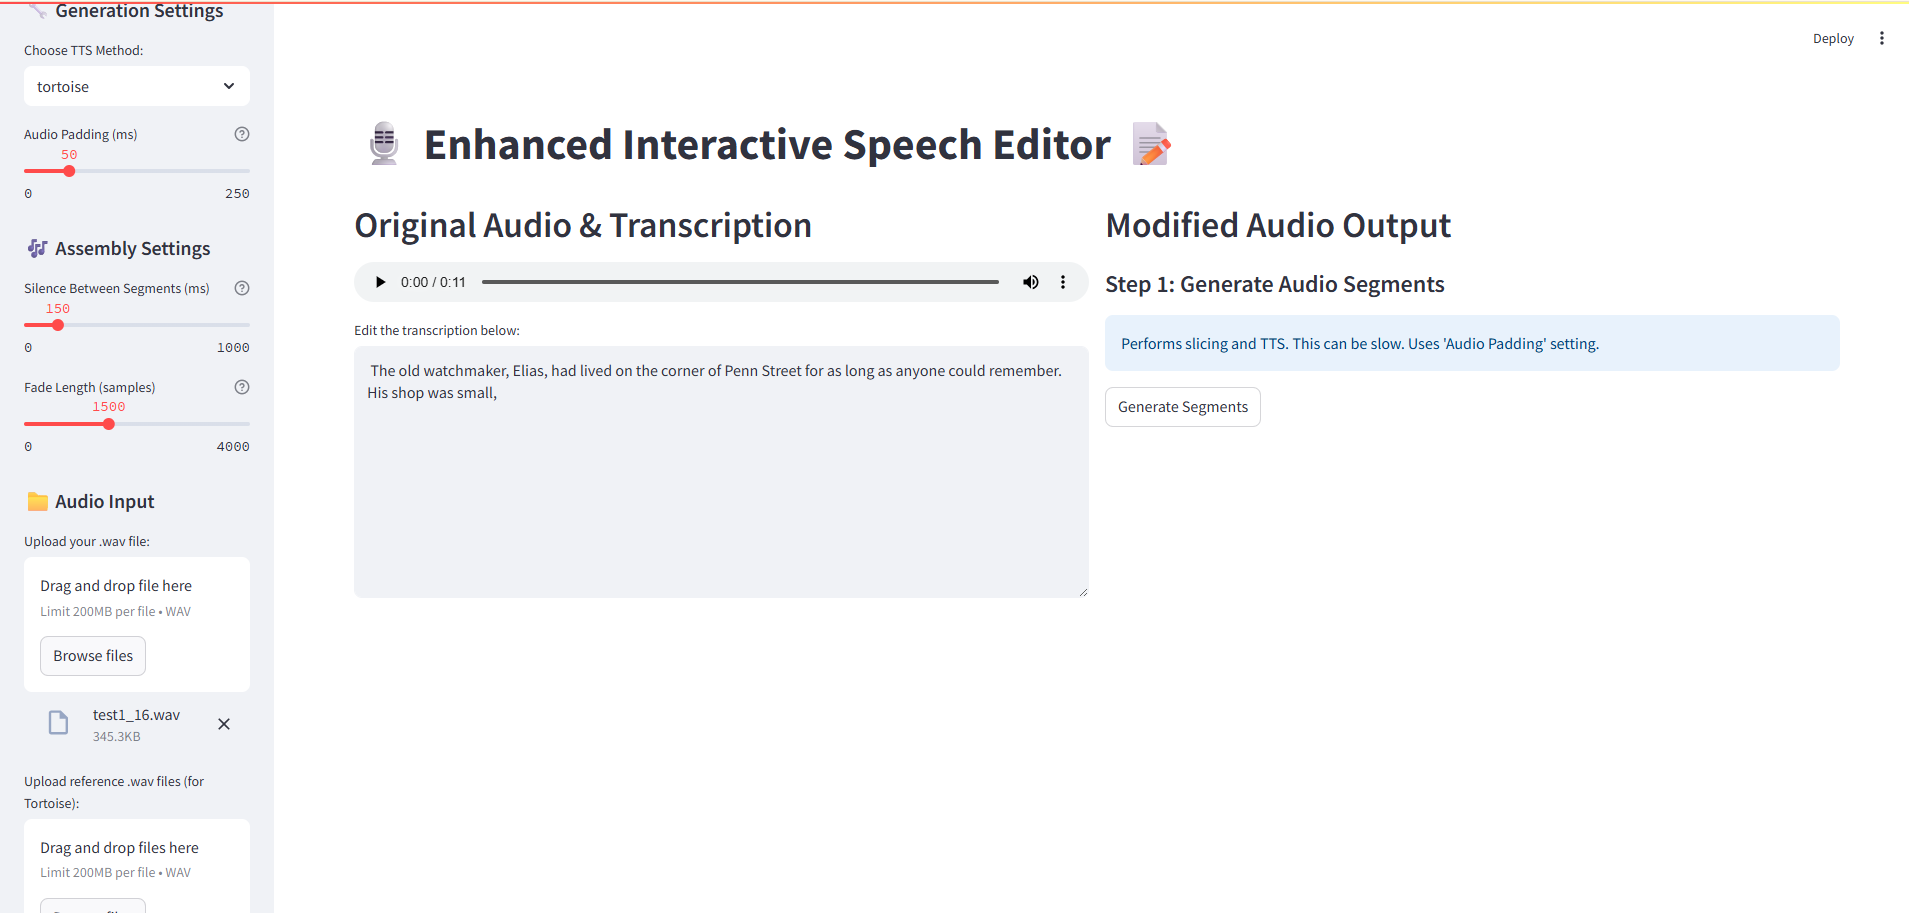 Generation Settings
Choose TTS Method:
tortoise
Audio Padding (ms)
50
0 250
Assembly Settings
Silence Between Segments (ms)
150
0 1000
Fade Length (samples)
1500
0 4000
Audio Input
Upload your .wav file:
Drag and drop file here
Limit 200MB per file • WAV
Browse files
test1_16.wav
345.3KB
Upload reference .wav files (for
Tortoise):
Drag and drop files here
Limit 200MB per file • WAV
Deploy
Enhanced Interactive Speech Editor
Original Audio & Transcription
0:00 / 0:11
Edit the transcription below:
The old watchmaker, Elias, had lived on the corner of Penn Street for as long as anyone could remember.
His shop was small,
Modified Audio Output
Step 1: Generate Audio Segments
Performs slicing and TTS. This can be slow. Uses 'Audio Padding' setting.
Generate Segments